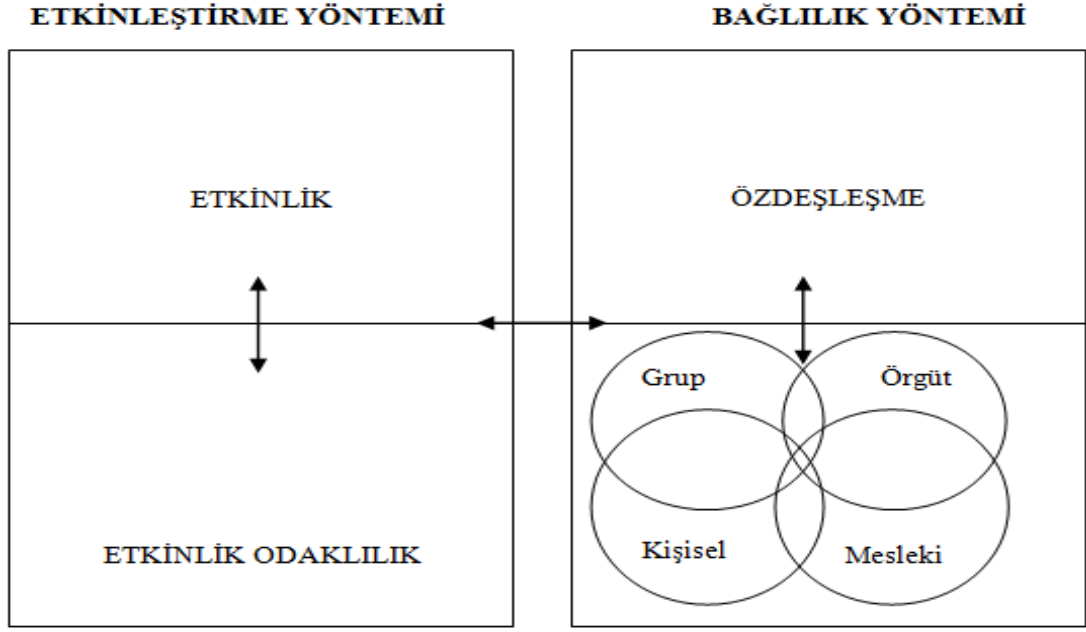 ETKİNLEŞTİRME YÖNTEMİ
BAĞLILIK YÖNTEMİ
ETKİNLİK
ÖZDEŞLEŞME
Grup
Örgüt
ETKİNLİK ODAKLILIK
Kişisel
Mesleki